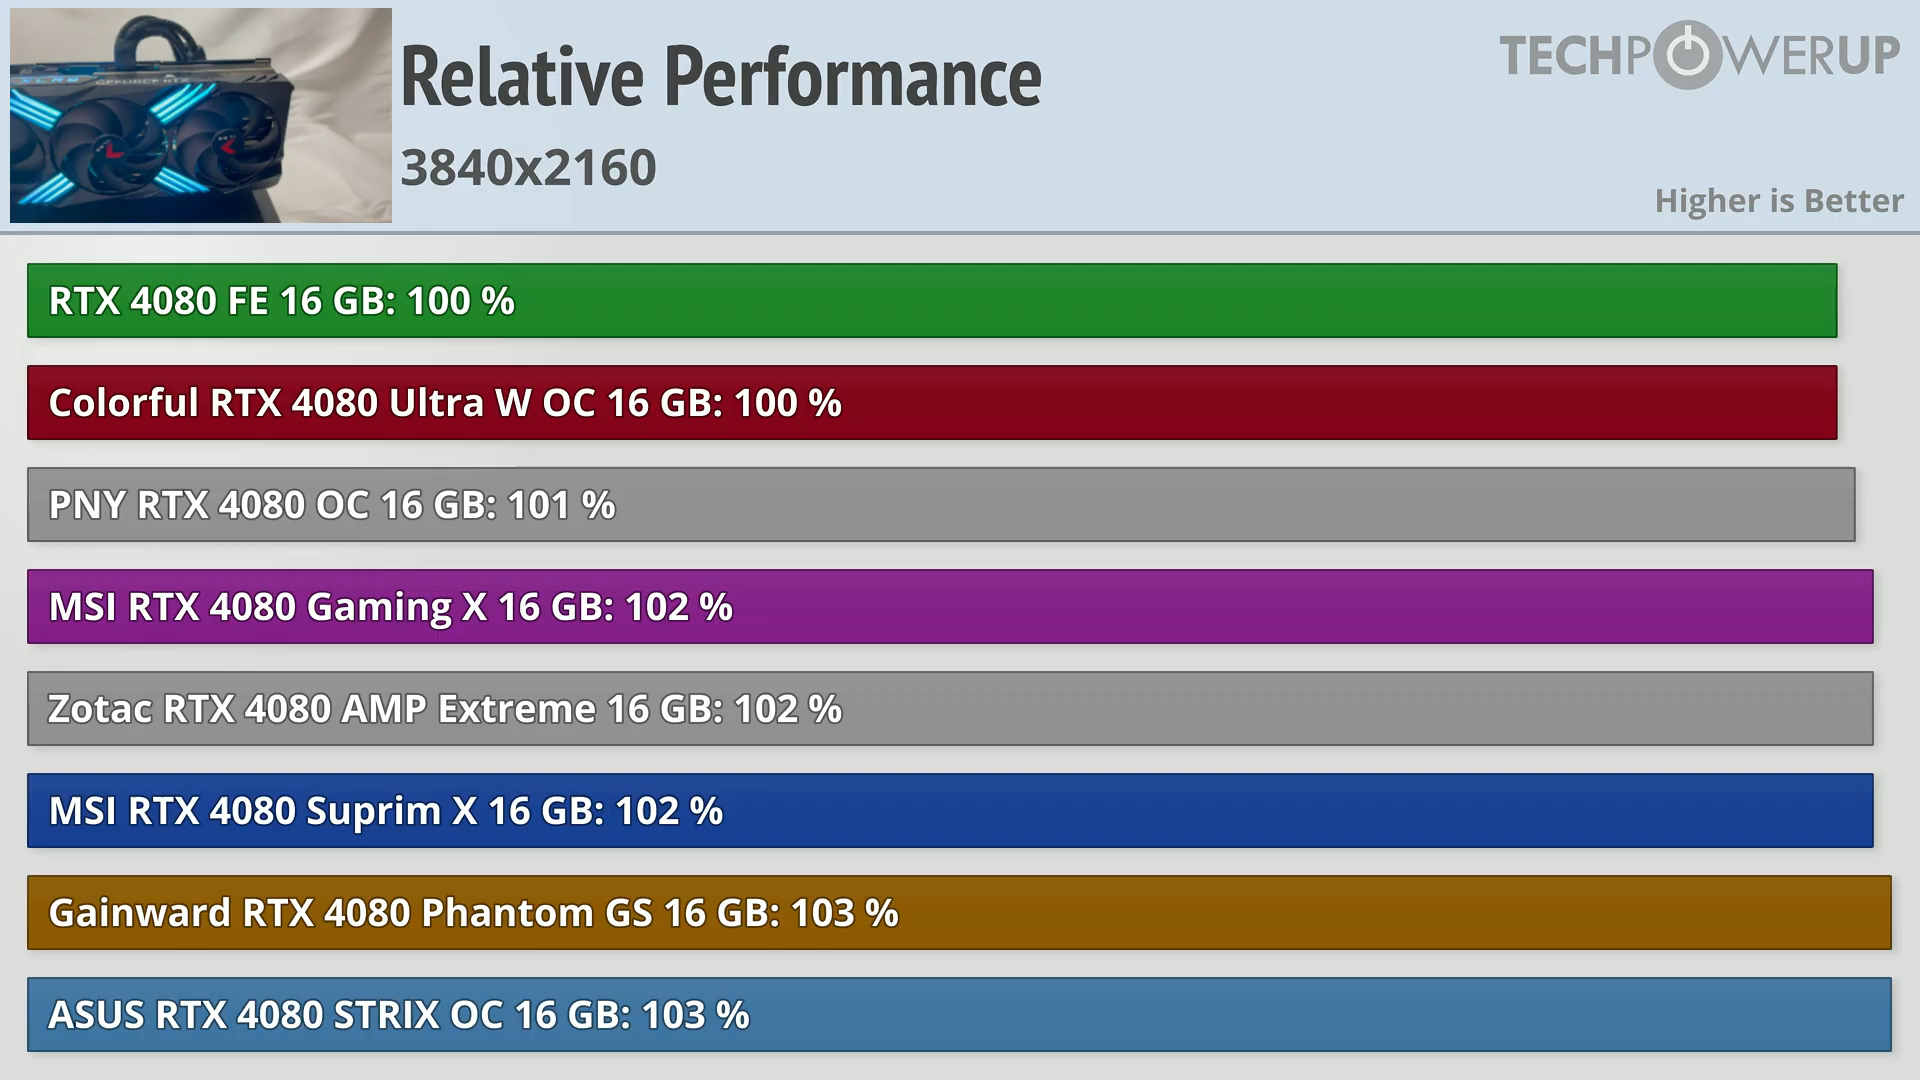 Relative Performance
TECHPOWERUP
3840x2160
Higher is Better
GEFORCE RTX
RTX 4080 FE 16 GB: 100 %
Colorful RTX 4080 Ultra W OC 16 GB: 100 %
PNY RTX 4080 OC 16 GB: 101 %
MSI RTX 4080 Gaming X 16 GB: 102 %
Zotac RTX 4080 AMP Extreme 16 GB: 102 %
MSI RTX 4080 Suprim X 16 GB: 102 %
Gainward RTX 4080 Phantom GS 16 GB: 103 %
ASUS RTX 4080 STRIX OC 16 GB: 103 %